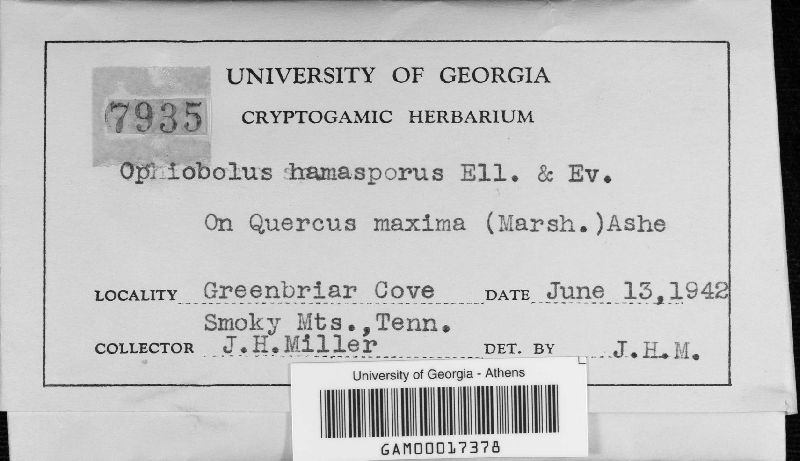 UNIVERSITY OF GEORGIA
7935
CRYPTOGAMIC HERBARIUM
Ophiobolus hamasporus Ell. & Ev.
On Quercus maxima (Marsh.)Ashe
LOCALITY Greenbriar Cove DATE June 13,1942
Smoky Mts.,Tenn.
COLLECTOR J.H.Miller DET. BY J.H.M.
University of Georgia - Athens
GAM00017378